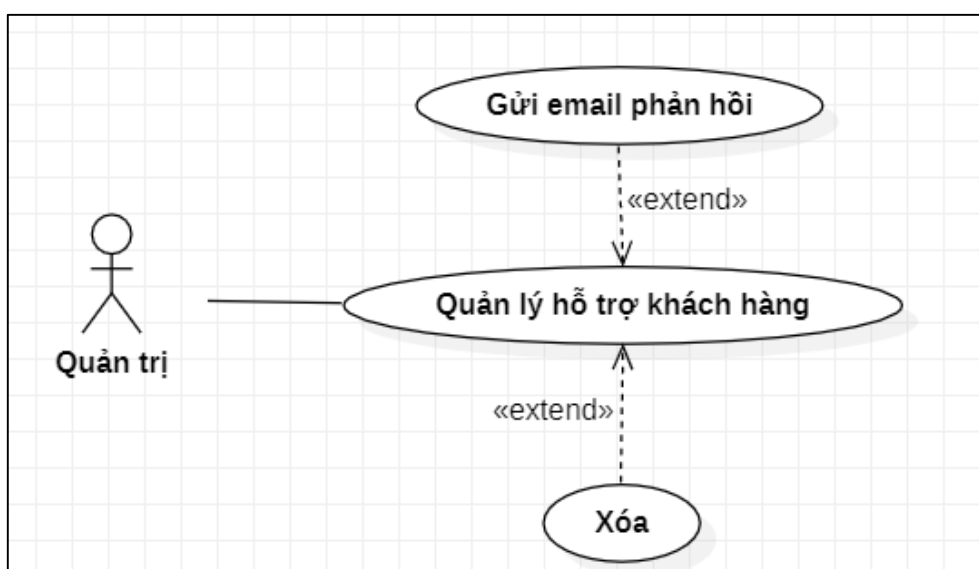 Gửi email phản hồi
«extend»
Quản lý hỗ trợ khách hàng
Quản trị
«extend»
Xóa